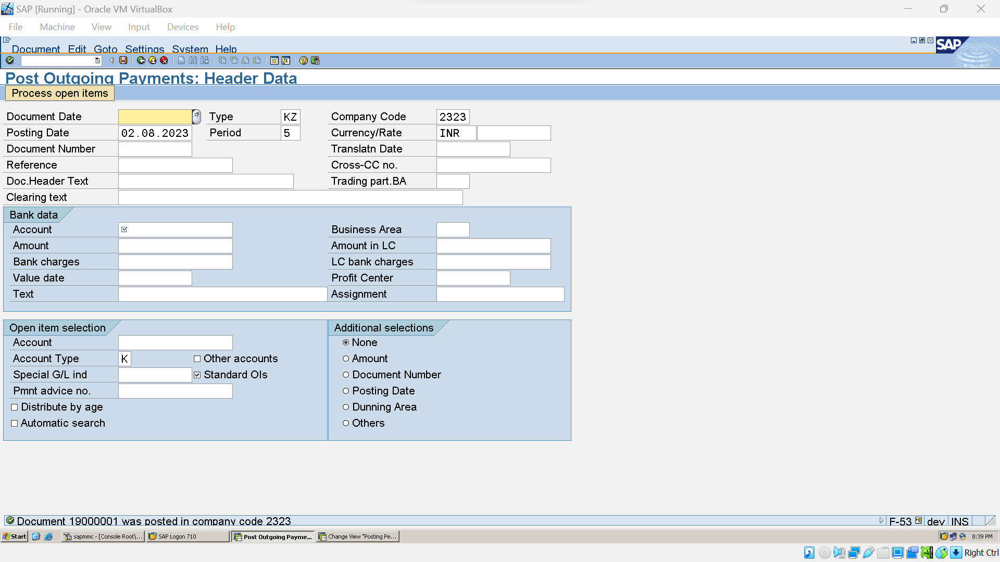 SAP [Running] - Oracle VM VirtualBox
File Machine View Input Devices Help
Document Edit Goto Settings System Help
SAP
Post Outgoing Payments: Header Data
Process open items
Document Date Type KZ Company Code 2323
Posting Date 02.08.2023 Period 5 Currency/Rate INR
Document Number Translatn Date
Reference Cross-CC no.
Doc.Header Text Trading part.BA
Clearing text
Bank data
Account Business Area
Amount Amount in LC
Bank charges LC bank charges
Value date Profit Center
Text Assignment
Open item selection Additional selections
Account None
Account Type K Other accounts Amount
Special G/L ind Standard OIs Document Number
Pmnt advice no. Posting Date
Distribute by age Dunning Area
Automatic search Others
Document 19000001 was posted in company code 2323 F-53 dev INS
Start sapmmc - [Console Root\... SAP Logon 710 Post Outgoing Payme... Change View "Posting Pe... 8:39 PM
Right Ctrl